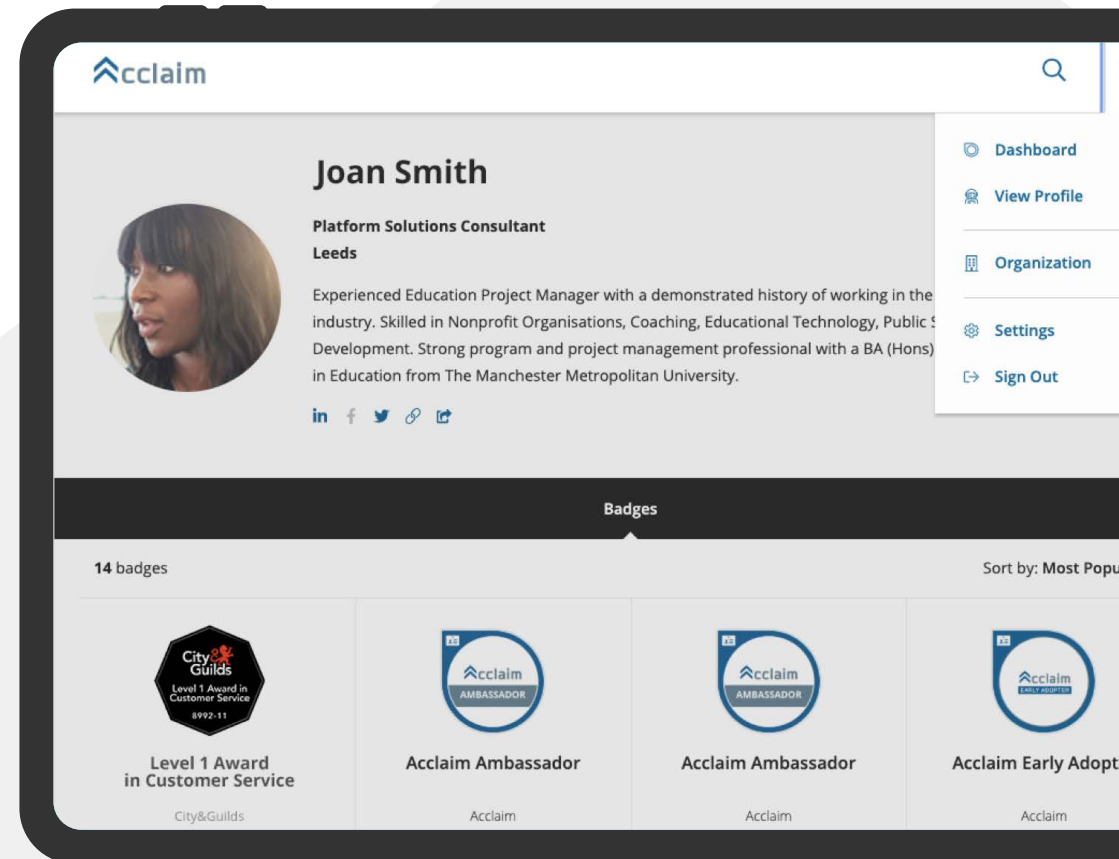 Acclaim
Joan Smith
Platform Solutions Consultant
Leeds
Experienced Education Project Manager with a demonstrated history of working in the
industry. Skilled in Nonprofit Organisations, Coaching, Educational Technology, Public
Development. Strong program and project management professional with a BA (Hons)
in Education from The Manchester Metropolitan University.
in f
Dashboard
View Profile
Organization
Settings
Sign Out
Badges
14 badges
Sort by: Most Popu
City&
Guilds
Level 1 Award in
Customer Service
8992-11
Level 1 Award
in Customer Service
City&Guilds
Acclaim
AMBASSADOR
Acclaim Ambassador
Acclaim
Acclaim
AMBASSADOR
Acclaim Ambassador
Acclaim
Acclaim
EARLY ADOPTER
Acclaim Early Adopt
Acclaim